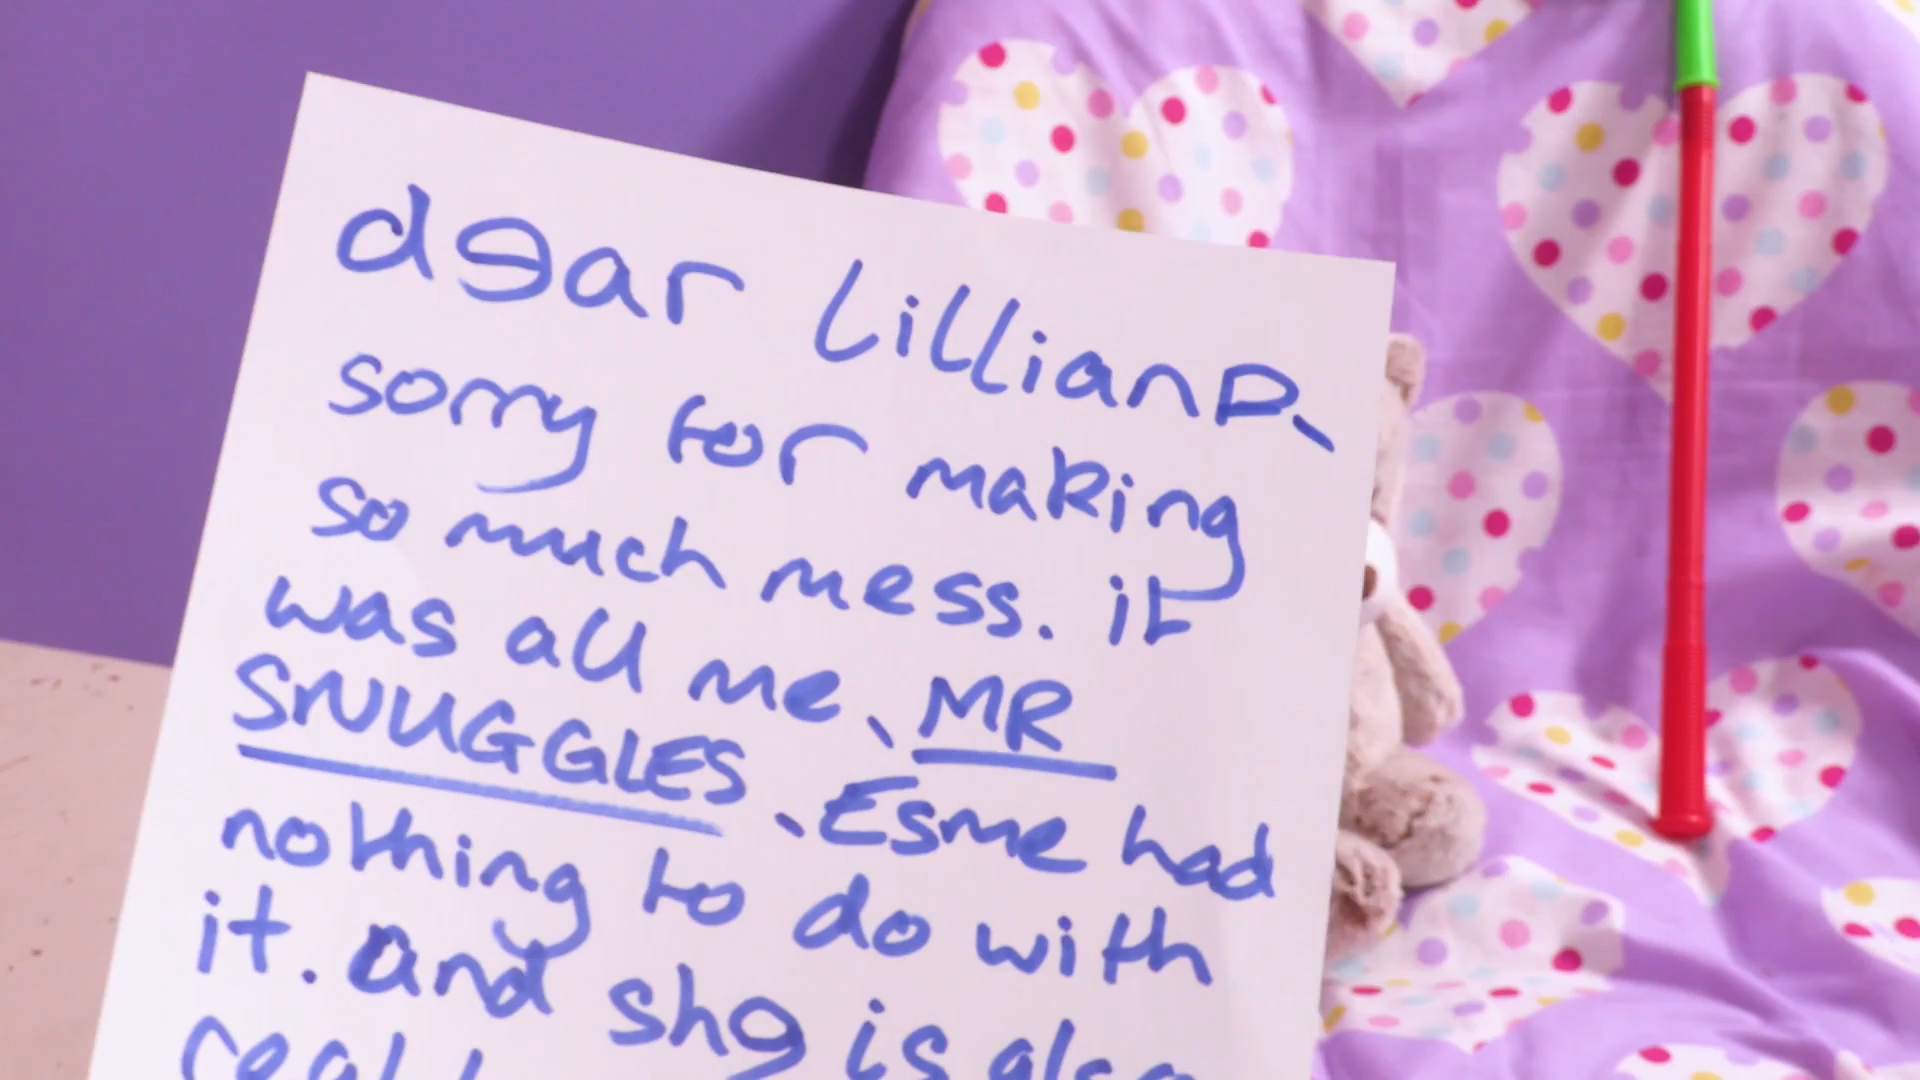 dear Lillian D,
sorry for making
so much mess. it
was all me, MR
SNUGGLES. Esme had
nothing to do with
it. and she is also